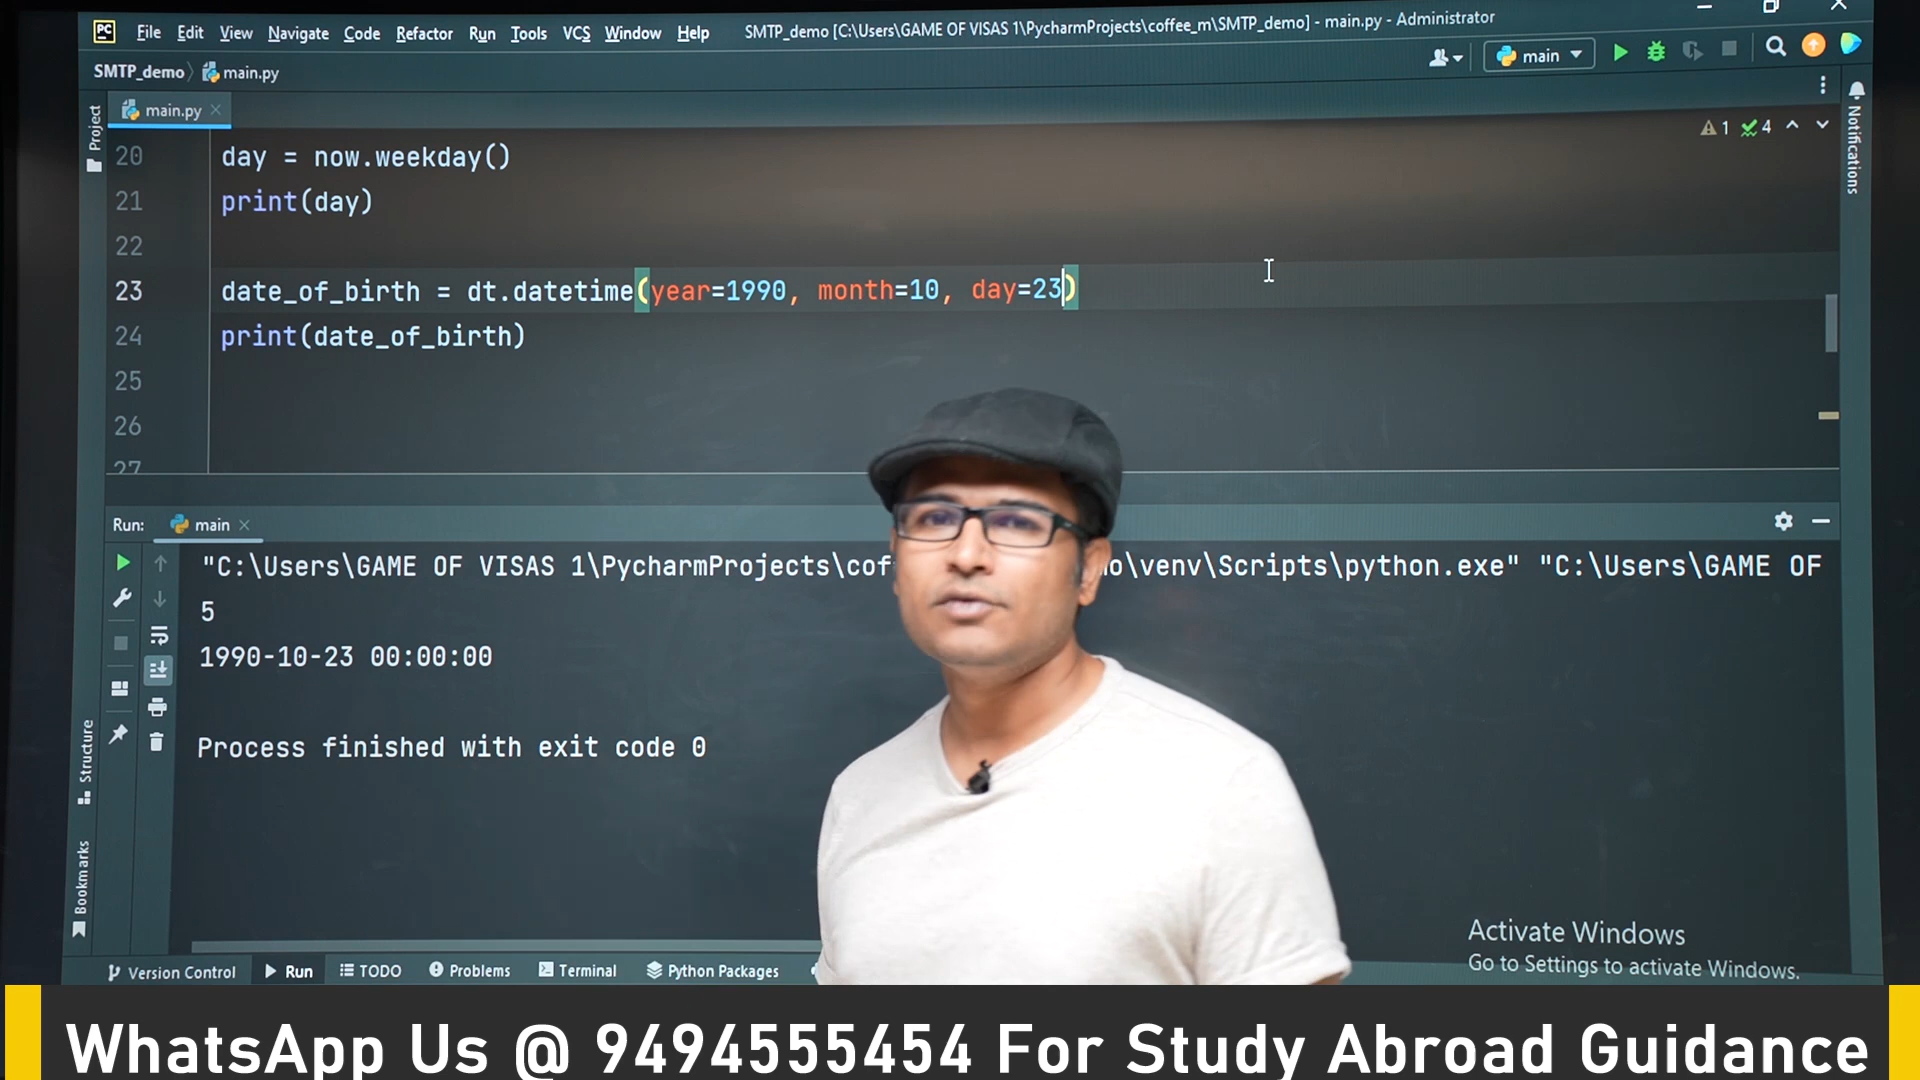 PC File Edit View Navigate Code Refactor Run Tools VCS Window Help SMTP_demo [C:\Users\GAME OF VISAS 1\PycharmProjects\coffee_m\SMTP_demo] - main.py - Administrator
SMTP_demo main.py
main
main.py
Project
Notifications
1 4
20 day = now.weekday()
21 print(day)
22
23 date_of_birth = dt.datetime(year=1990, month=10, day=23)
24 print(date_of_birth)
25
26
27
Run: main
"C:\Users\GAME OF VISAS 1\PycharmProjects\cof o\venv\Scripts\python.exe" "C:\Users\GAME OF
5
1990-10-23 00:00:00
Process finished with exit code 0
Structure
Bookmarks
Activate Windows
Go to Settings to activate Windows.
Version Control Run TODO Problems Terminal Python Packages
WhatsApp Us @ 9494555454 For Study Abroad Guidance